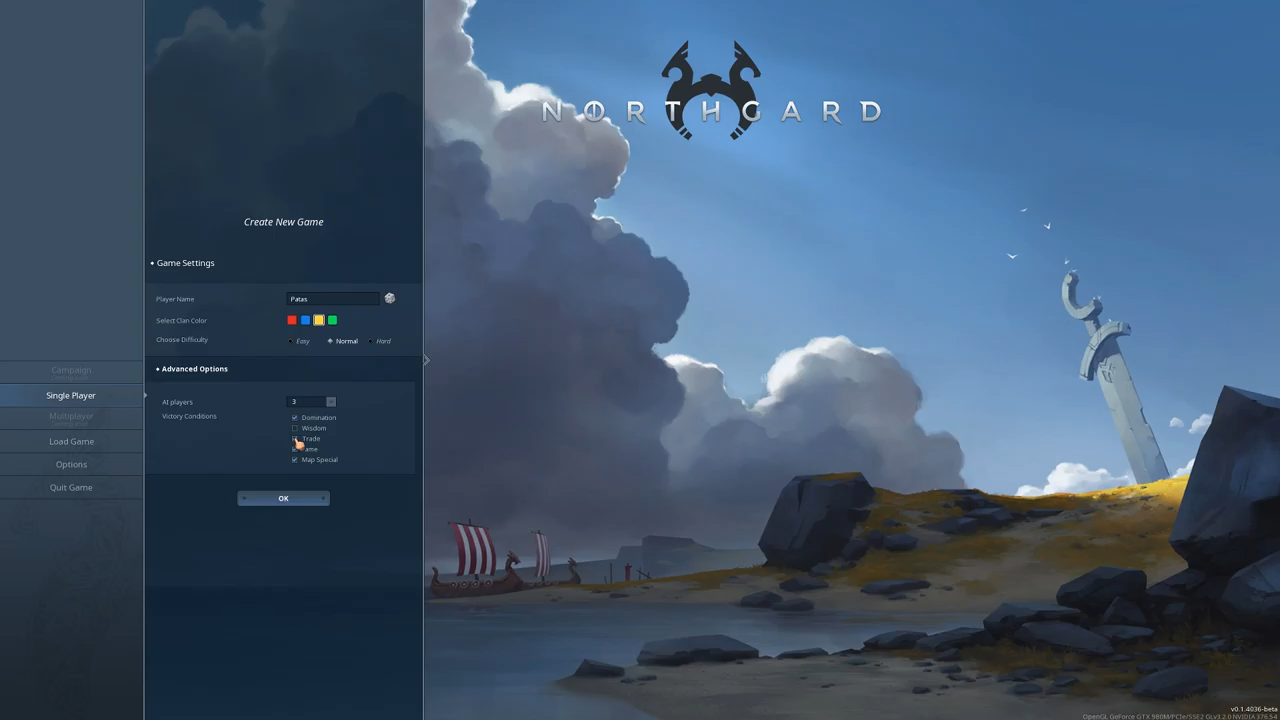 NORTHGARD
Create New Game
Game Settings
Player Name
Patas
Select Clan Color
Choose Difficulty
Easy
Normal
Hard
Advanced Options
AI players
3
Victory Conditions
Domination
Wisdom
Trade
Map Special
OK
Campaign
Single Player
Multiplayer
Load Game
Options
Quit Game
v0.1.4036-beta